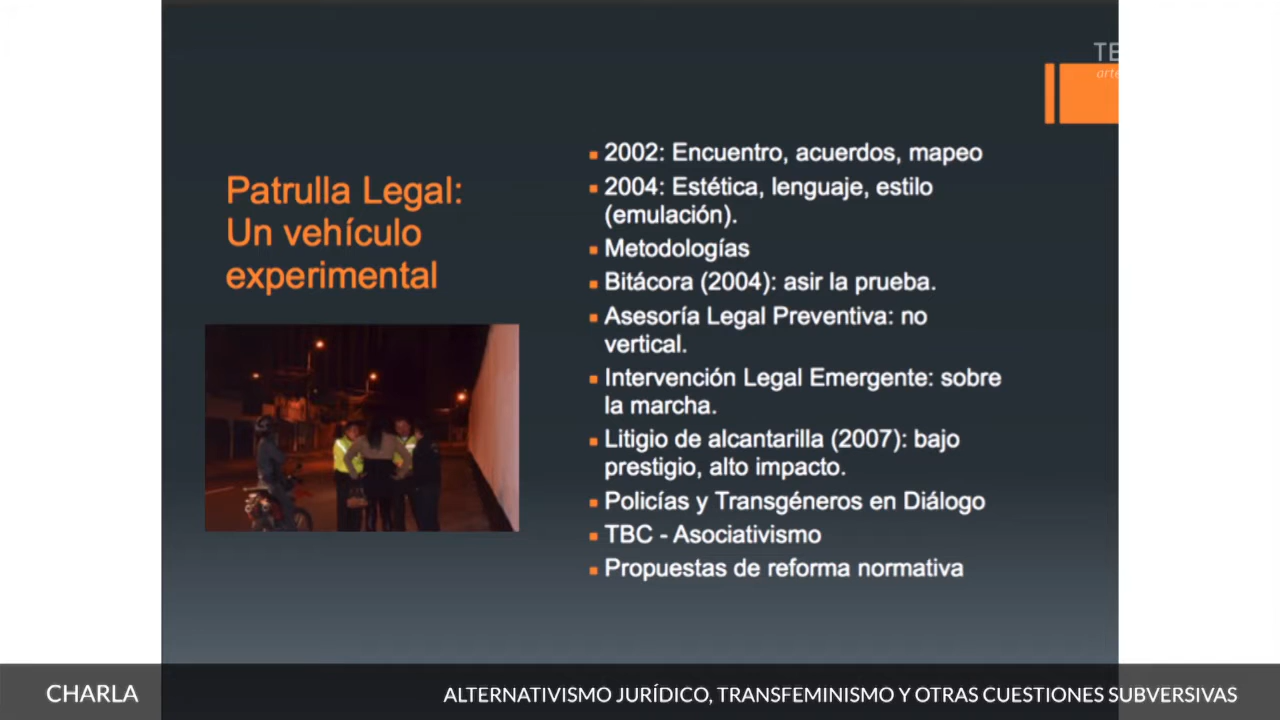 Patrulla Legal:
Un vehículo
experimental
▪ 2002: Encuentro, acuerdos, mapeo
▪ 2004: Estética, lenguaje, estilo
(emulación).
▪ Metodologías
▪ Bitácora (2004): asir la prueba.
▪ Asesoría Legal Preventiva: no
vertical.
▪ Intervención Legal Emergente: sobre
la marcha.
▪ Litigio de alcantarilla (2007): bajo
prestigio, alto impacto.
▪ Policías y Transgéneros en Diálogo
▪ TBC - Asociativismo
▪ Propuestas de reforma normativa
CHARLA
ALTERNATIVISMO JURÍDICO, TRANSFEMINISMO Y OTRAS CUESTIONES SUBVERSIVAS